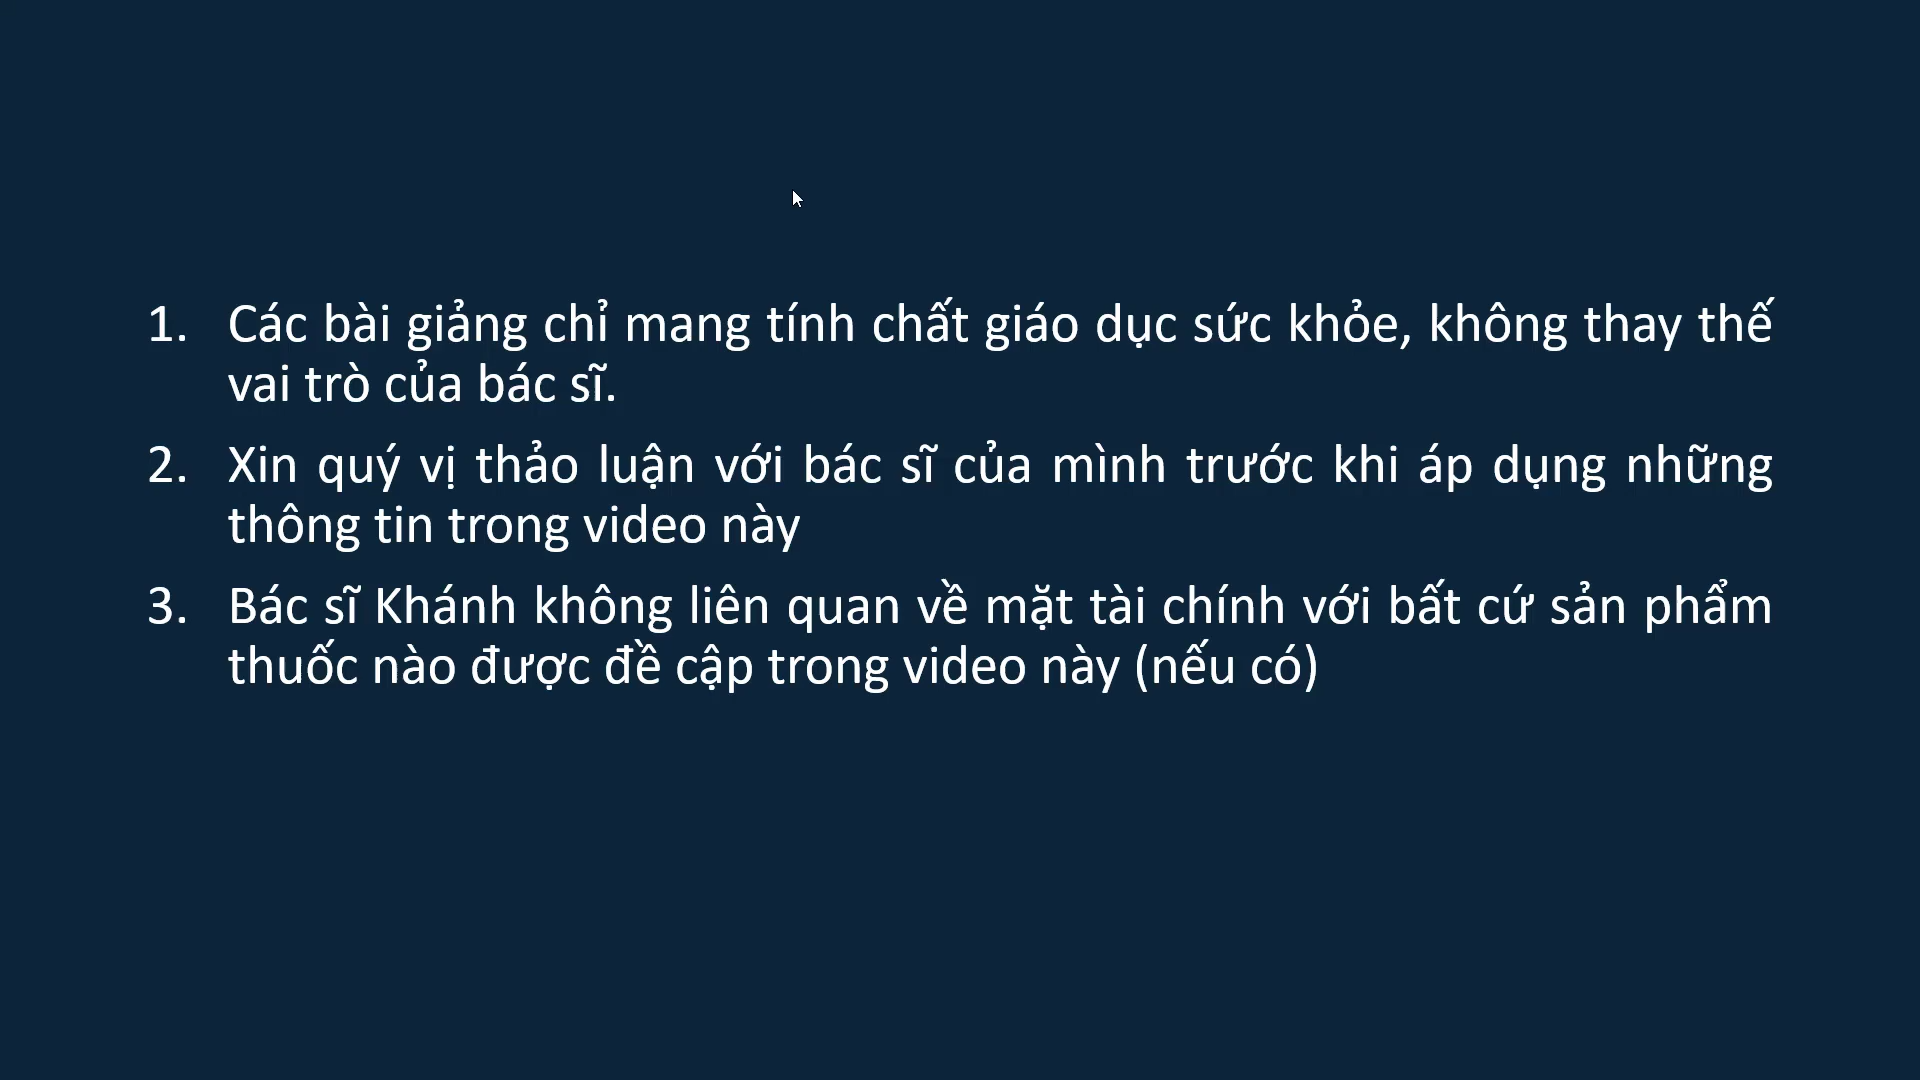 1. Các bài giảng chỉ mang tính chất giáo dục sức khỏe, không thay thế
vai trò của bác sĩ.
2. Xin quý vị thảo luận với bác sĩ của mình trước khi áp dụng những
thông tin trong video này
3. Bác sĩ Khánh không liên quan về mặt tài chính với bất cứ sản phẩm
thuốc nào được đề cập trong video này (nếu có)